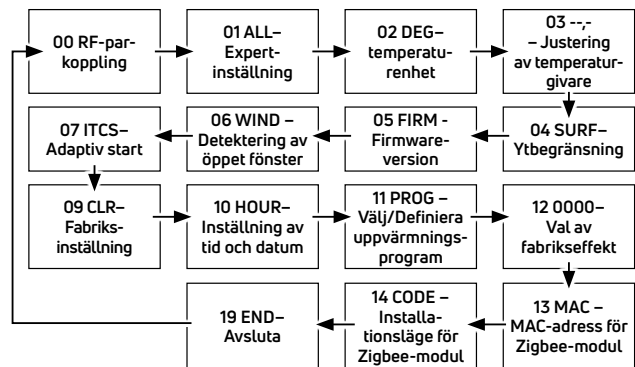 00 RF-par-
koppling
01 ALL–
Expert-
inställning
02 DEG–
temperatu-
renhet
03 --,-
– Justering
av temperatur-
givare
04 SURF–
Ytbegränsning
05 FIRM -
Firmware-
version
06 WIND –
Detektering av
öppet fönster
07 ITCS–
Adaptiv start
09 CLR–
Fabriks-
inställning
10 HOUR–
Inställning av
tid och datum
11 PROG –
Välj/Definiera
uppvärmnings-
program
12 0000–
Val av
fabrikseffekt
13 MAC –
MAC-adress för
Zigbee-modul
14 CODE –
Installa-
tionsläge för
Zigbee-modul
19 END–
Avsluta